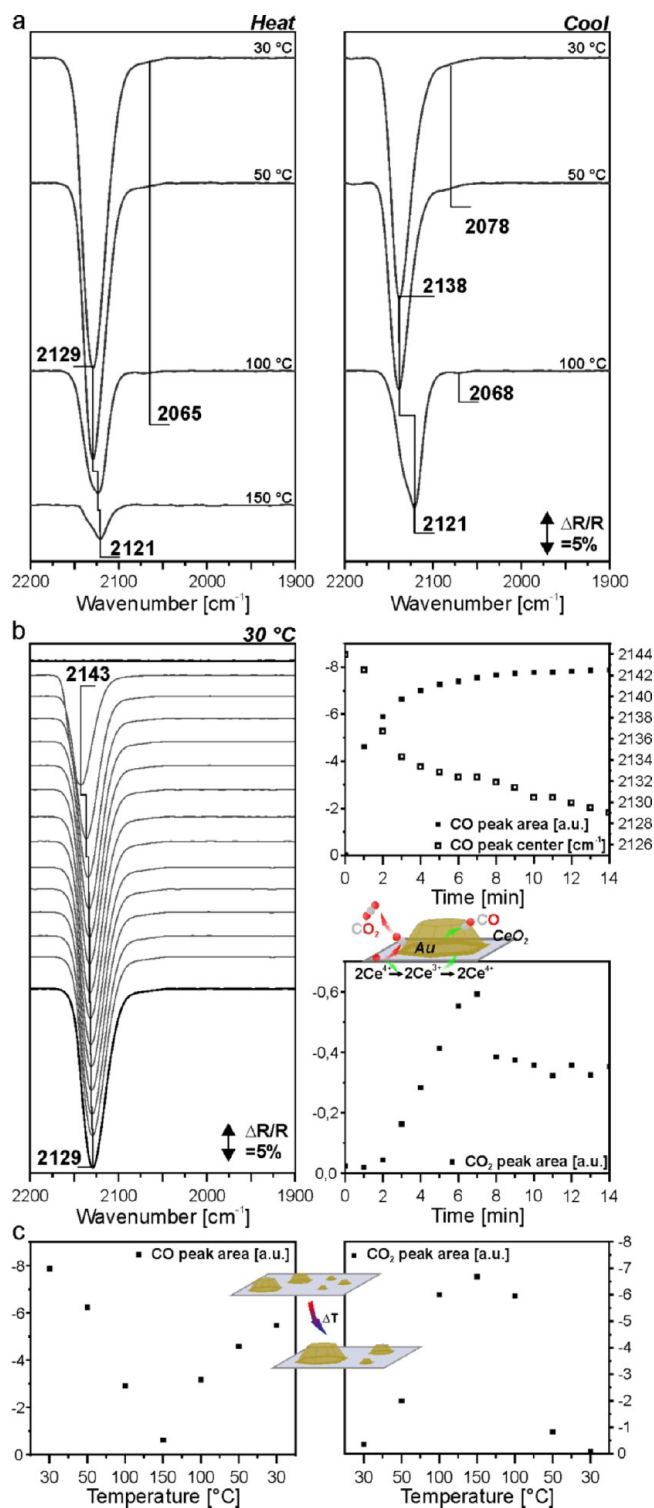 a
Heat
Cool
30 °C
50 °C
100 °C
150 °C
2129
2065
2121
2200 2100 2000 1900
Wavenumber [cm⁻¹]
30 °C
50 °C
100 °C
2078
2138
2068
2121
ΔR/R
=5%
2200 2100 2000 1900
Wavenumber [cm⁻¹]
b
30 °C
2143
2129
ΔR/R
=5%
2200 2100 2000 1900
Wavenumber [cm⁻¹]
-8
-6
-4
-2
0
2144
2142
2140
2138
2136
2134
2132
2130
2128
2126
CO peak area [a.u.]
CO peak center [cm⁻¹]
0 2 4 6 8 10 12 14
Time [min]
CO₂
CO
Au
CeO₂
2Ce⁴⁺ → 2Ce³⁺ → 2Ce⁴⁺
-0,6
-0,4
-0,2
0,0
CO₂ peak area [a.u.]
0 2 4 6 8 10 12 14
Time [min]
c
CO peak area [a.u.]
-8
-6
-4
-2
0
30 50 100 150 100 50 30
Temperature [°C]
ΔT
CO₂ peak area [a.u.]
-8
-7
-6
-5
-4
-3
-2
-1
0
30 50 100 150 100 50 30
Temperature [°C]